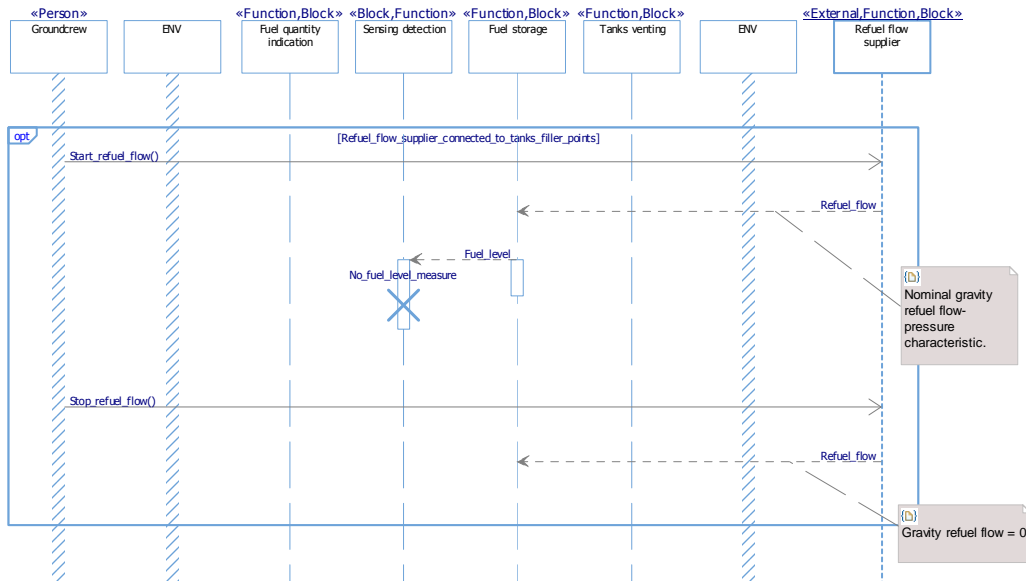 «Person»
Groundcrew
ENV
«Function,Block»
Fuel quantity
indication
«Block,Function»
Sensing detection
«Function,Block»
Fuel storage
«Function,Block»
Tanks venting
ENV
«External,Function,Block»
Refuel flow
supplier
opt
[Refuel_flow_supplier_connected_to_tanks_filler_points]
Start_refuel_flow()
Refuel_flow
Fuel_level
No_fuel_level_measure
Nominal gravity
refuel flow-
pressure
characteristic.
Stop_refuel_flow()
Refuel_flow
Gravity refuel flow = 0